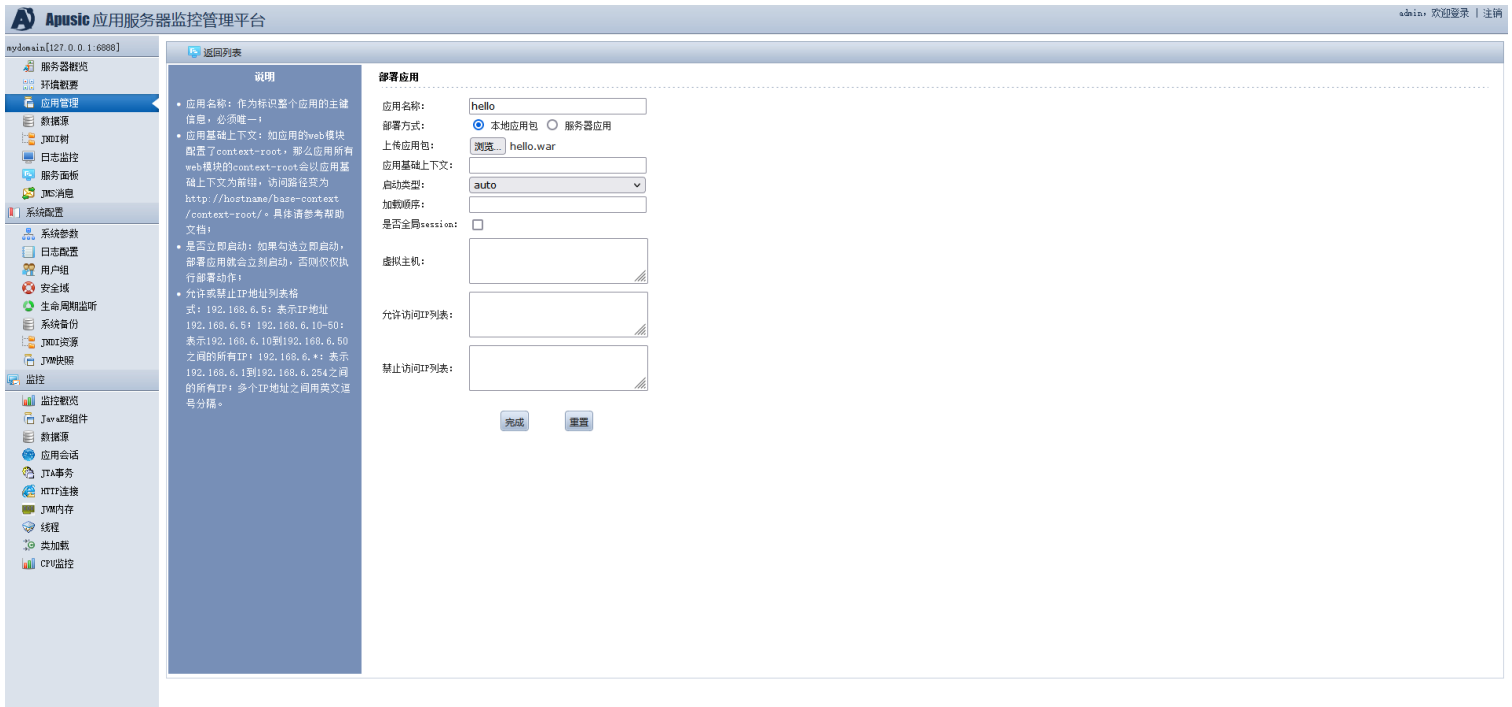 Apusic 应用服务器监控管理平台
admin, 欢迎登录 | 注销
mydomain[127.0.0.1:6888]
服务器概览
环境概要
应用管理
数据源
JNDI树
日志监控
服务面板
JMS消息
系统配置
系统参数
日志配置
用户组
安全域
生命周期监听
系统备份
JNDI资源
JVM快照
监控
监控概览
JavaEE组件
数据源
应用会话
JTA事务
HTTP连接
JVM内存
线程
类加载
CPU监控
返回列表
说明
• 应用名称: 作为标识整个应用的主键
信息, 必须唯一;
• 应用基础上下文: 如应用的web模块
配置了context-root, 那么应用所有
web模块的context-root会以应用基
础上下文为前缀, 访问路径变为
http://hostname/base-context
/context-root/。具体请参考帮助
文档;
• 是否立即启动: 如果勾选立即启动,
部署应用就会立刻启动, 否则仅仅执
行部署动作;
• 允许或禁止IP地址列表格
式: 192.168.6.5: 表示IP地址
192.168.6.5; 192.168.6.10-50:
表示192.168.6.10到192.168.6.50
之间的所有IP; 192.168.6.*: 表示
192.168.6.1到192.168.6.254之间
的所有IP; 多个IP地址之间用英文逗
号分隔。
部署应用
应用名称: hello
部署方式: 本地应用包 服务器应用
上传应用包: 浏览... hello.war
应用基础上下文:
启动类型: auto
加载顺序:
是否全局session:
虚拟主机:
允许访问IP列表:
禁止访问IP列表:
完成 重置